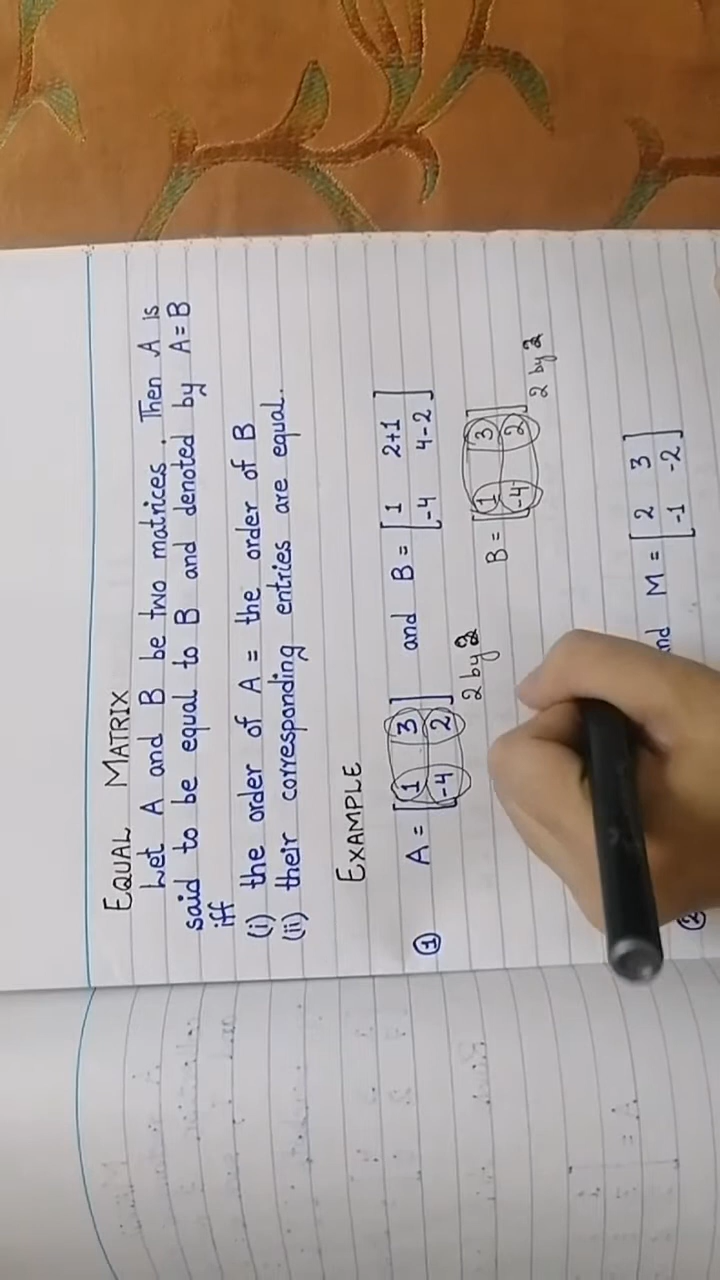 EQUAL MATRIX
Let A and B be two matrices. Then A is
said to be equal to B and denoted by A=B
iff
(i) the order of A = the order of B
(ii) their corresponding entries are equal.
EXAMPLE
① A = [1 3
-4 2] and B = [1 2+1
-4 4-2]
2 by 2
B = [1 3
-4 2]
2 by 2
② nd M = [2 3
-1 -2]